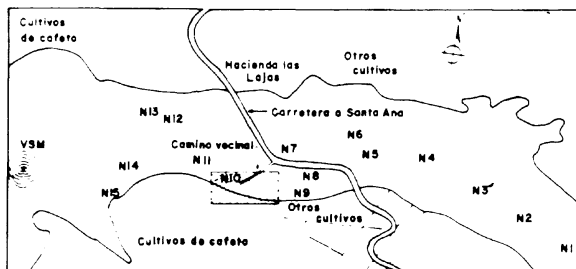 Cultivos
de cafeto
Hacienda las
Lajas
Otros
cultivos
Carretera a Santa Ana
N13
N12
N6
Camino vecinal
N7
N5
N4
VSM
N11
N14
N10
N8
N3
N15
N9
Otros
cultivos
N2
Cultivos de cafeto
N1